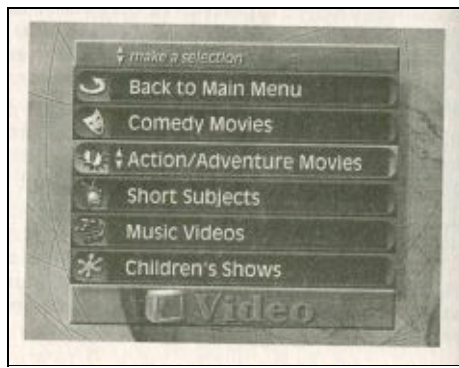 make a selection
Back to Main Menu
Comedy Movies
Action/Adventure Movies
Short Subjects
Music Videos
Children's Shows
Video